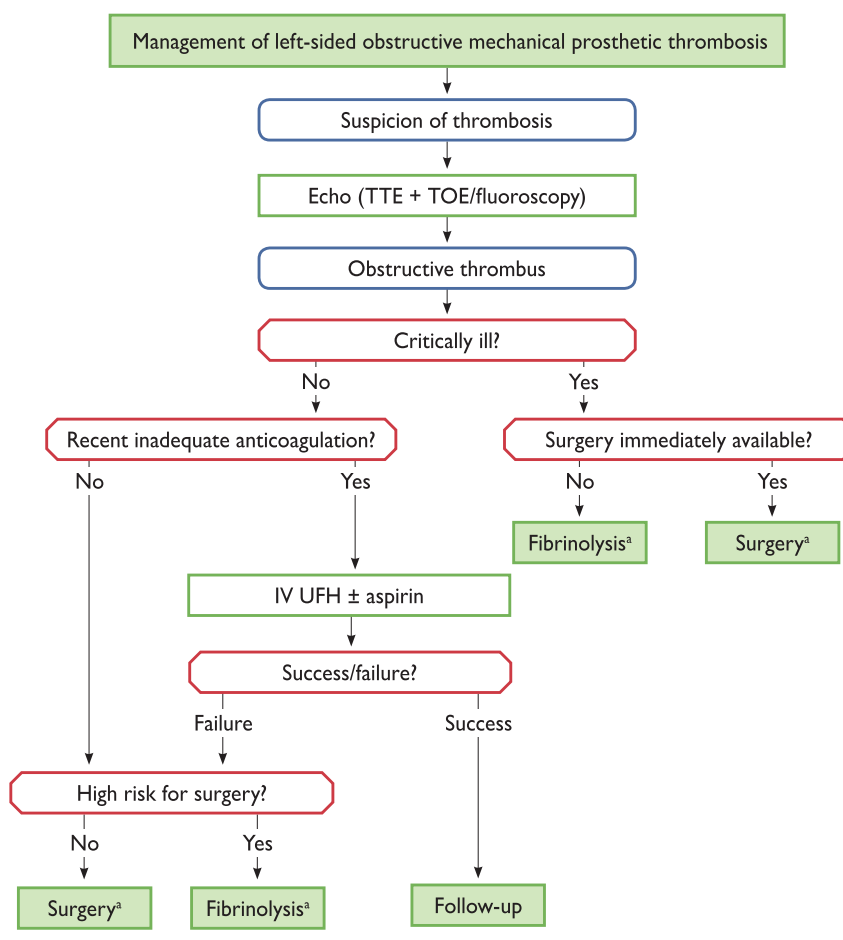 Management of left-sided obstructive mechanical prosthetic thrombosis
Suspicion of thrombosis
Echo (TTE + TOE/fluoroscopy)
Obstructive thrombus
Critically ill?
No
Yes
Recent inadequate anticoagulation?
Surgery immediately available?
No
Yes
No
Yes
Fibrinolysisᵃ
Surgeryᵃ
IV UFH ± aspirin
Success/failure?
Failure
Success
High risk for surgery?
No
Yes
Surgeryᵃ
Fibrinolysisᵃ
Follow-up